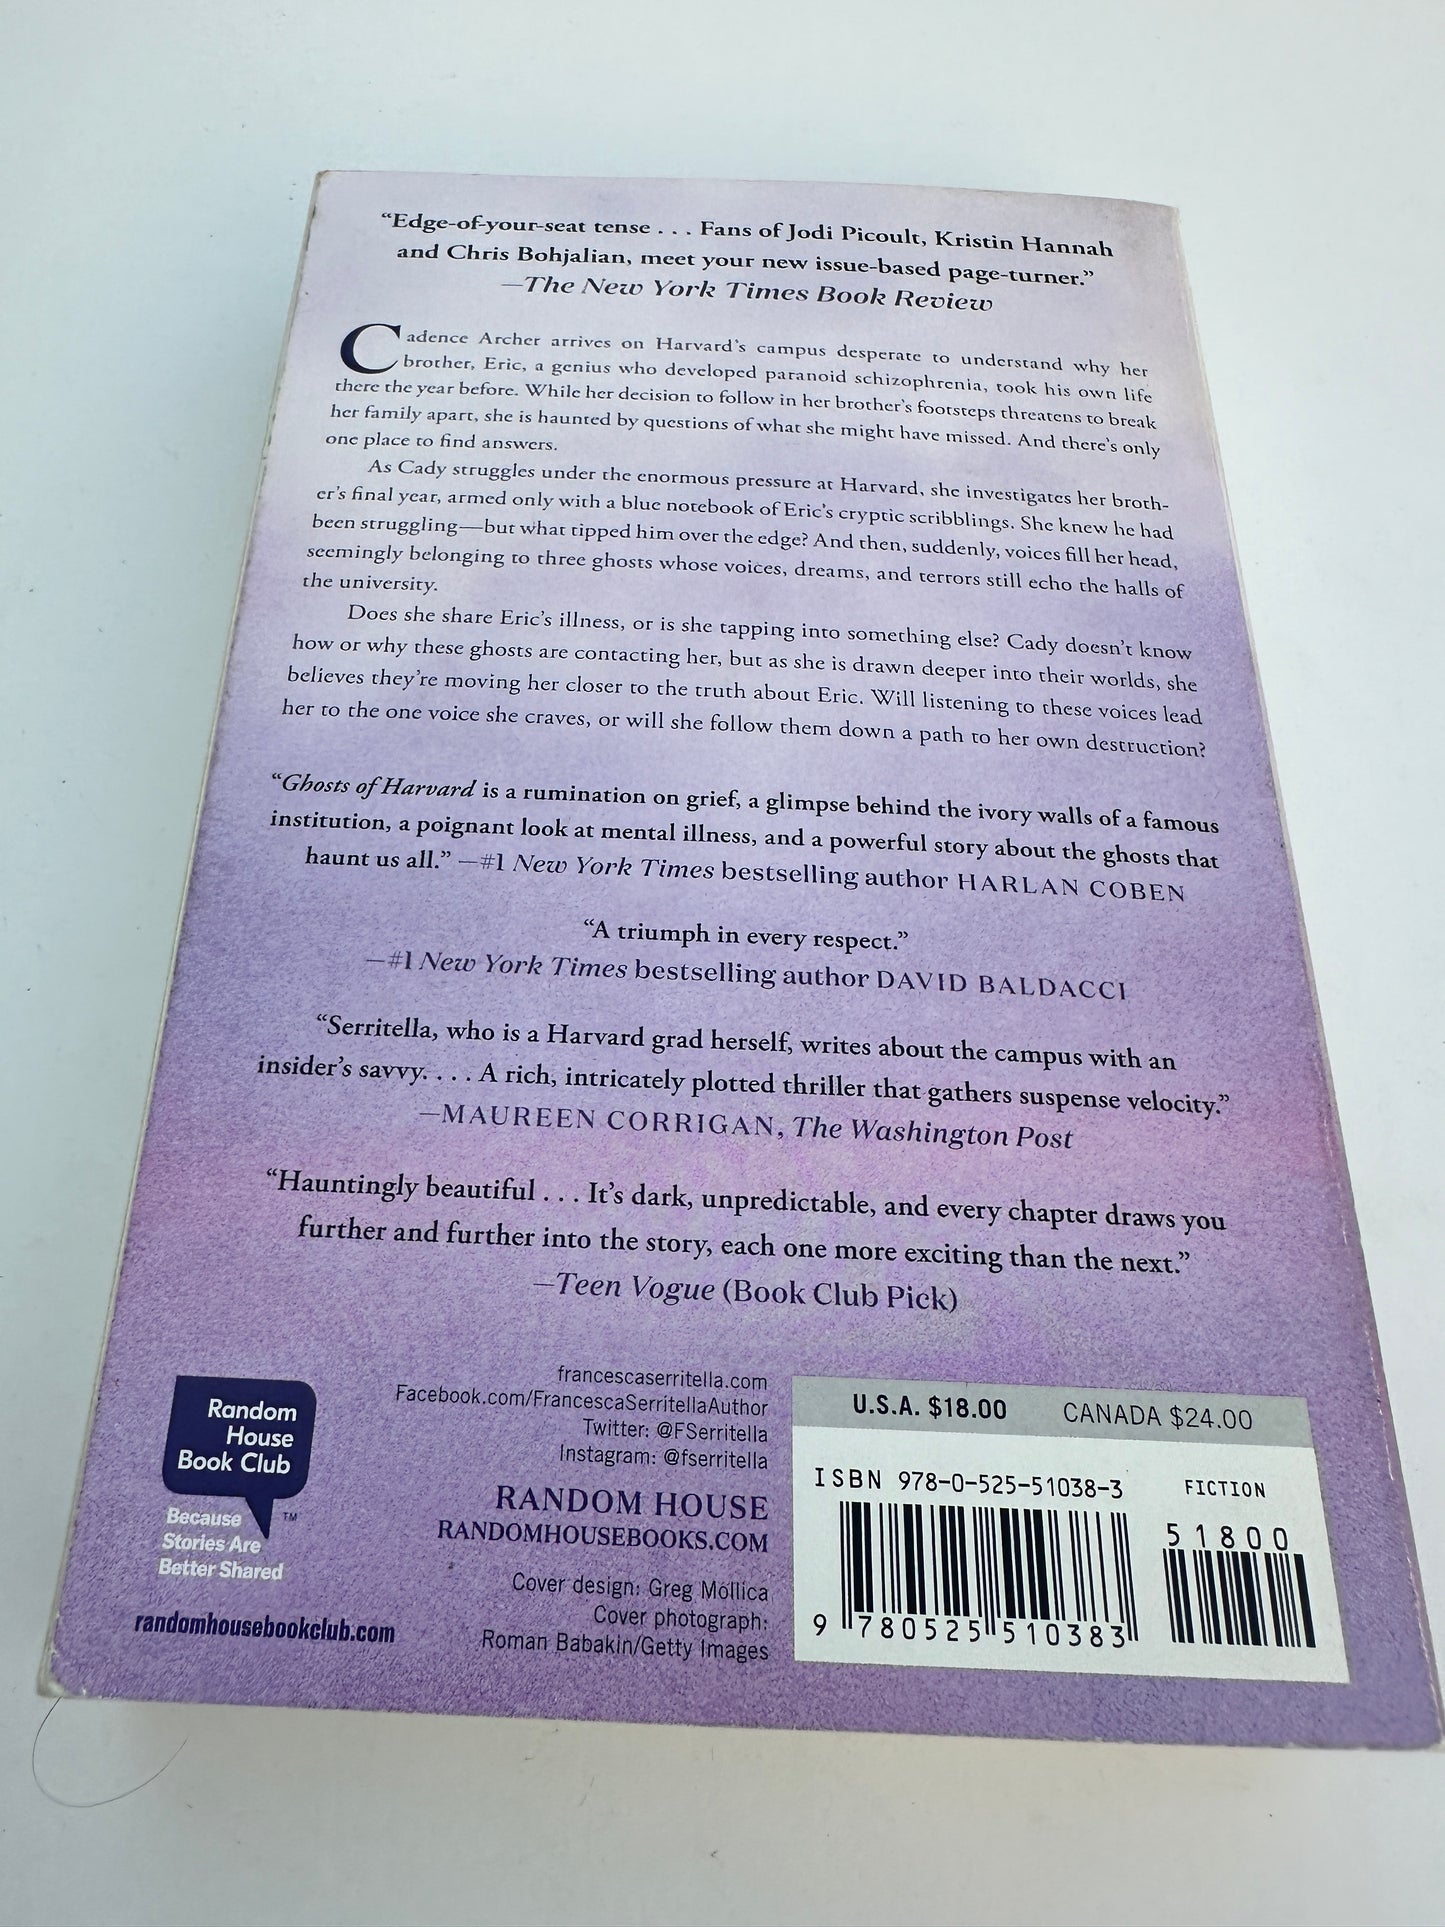 “Edge-of-your-seat tense . . . Fans of Jodi Picoult, Kristin Hannah
and Chris Bohjalian, meet your new issue-based page-turner.”
—The New York Times Book Review
Cadence Archer arrives on Harvard’s campus desperate to understand why her
brother, Eric, a genius who developed paranoid schizophrenia, took his own life
there the year before. While her decision to follow in her brother’s footsteps threatens to break
her family apart, she is haunted by questions of what she might have missed. And there’s only
one place to find answers.
As Cady struggles under the enormous pressure at Harvard, she investigates her broth-
er’s final year, armed only with a blue notebook of Eric’s cryptic scribblings. She knew he had
been struggling—but what tipped him over the edge? And then, suddenly, voices fill her head,
seemingly belonging to three ghosts whose voices, dreams, and terrors still echo the halls of
the university.
Does she share Eric’s illness, or is she tapping into something else? Cady doesn’t know
how or why these ghosts are contacting her, but as she is drawn deeper into their worlds, she
believes they’re moving her closer to the truth about Eric. Will listening to these voices lead
her to the one voice she craves, or will she follow them down a path to her own destruction?
“Ghosts of Harvard is a rumination on grief, a glimpse behind the ivory walls of a famous
institution, a poignant look at mental illness, and a powerful story about the ghosts that
haunt us all.” —#1 New York Times bestselling author HARLAN COBEN
“A triumph in every respect.”
—#1 New York Times bestselling author DAVID BALDACCI
“Serritella, who is a Harvard grad herself, writes about the campus with an
insider’s savvy. . . . A rich, intricately plotted thriller that gathers suspense velocity.”
—MAUREEN CORRIGAN, The Washington Post
“Hauntingly beautiful . . . It’s dark, unpredictable, and every chapter draws you
further and further into the story, each one more exciting than the next.”
—Teen Vogue (Book Club Pick)
Random
House
Book Club
Because
Stories Are
Better Shared
TM
randomhousebookclub.com
francescaserritella.com
Facebook.com/FrancescaSerritellaAuthor
Twitter: @FSerritella
Instagram: @fserritella
RANDOM HOUSE
RANDOMHOUSEBOOKS.COM
Cover design: Greg Mollica
Cover photograph:
Roman Babakin/Getty Images
U.S.A. $18.00 CANADA $24.00
ISBN 978-0-525-51038-3 FICTION
51800
9 780525 510383